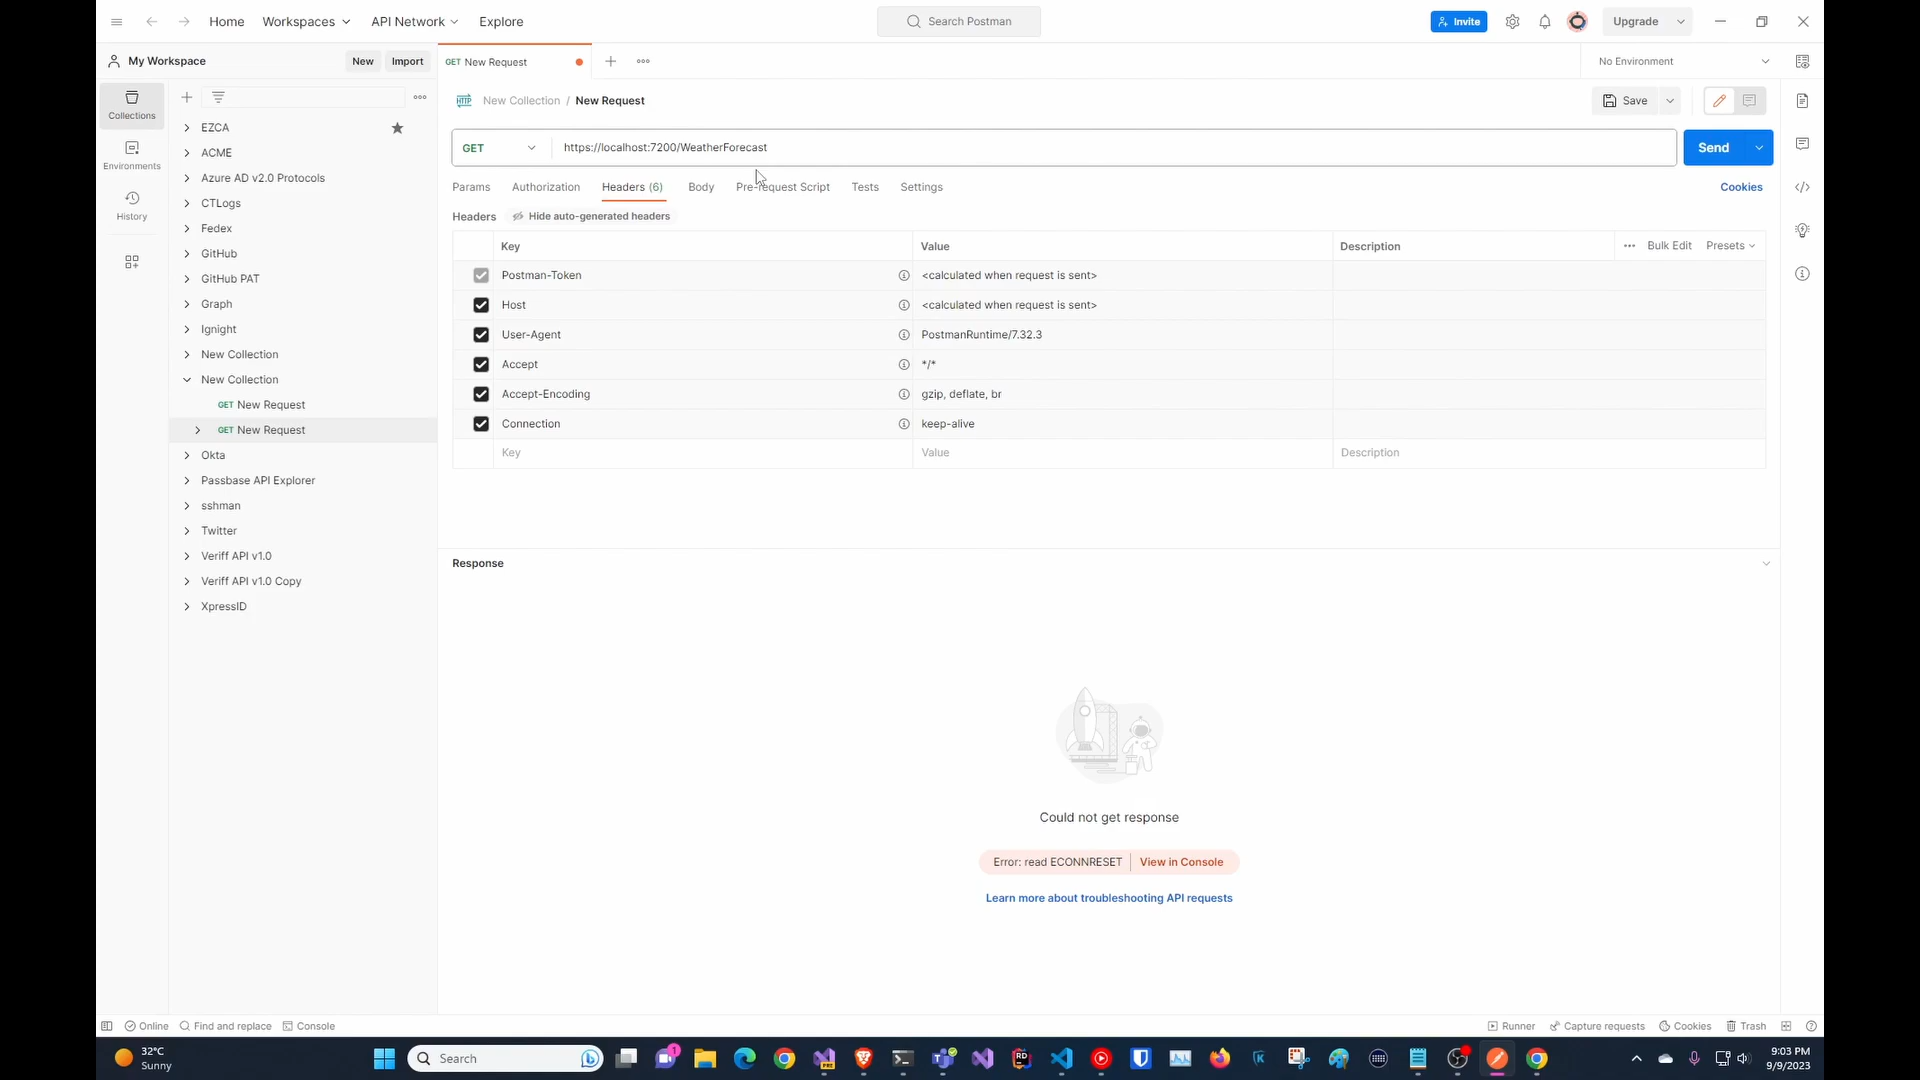 Home Workspaces API Network Explore Search Postman Invite Upgrade
My Workspace New Import GET New Request No Environment
Collections
Environments
History
EZCA
ACME
Azure AD v2.0 Protocols
CTLogs
Fedex
GitHub
GitHub PAT
Graph
Ignight
New Collection
New Collection
GET New Request
GET New Request
Okta
Passbase API Explorer
sshman
Twitter
Veriff API v1.0
Veriff API v1.0 Copy
XpressID
HTTP New Collection / New Request Save
GET https://localhost:7200/WeatherForecast Send
Params Authorization Headers (6) Body Pre-request Script Tests Settings Cookies
Headers Hide auto-generated headers
Key Value Description Bulk Edit Presets
Postman-Token <calculated when request is sent>
Host <calculated when request is sent>
User-Agent PostmanRuntime/7.32.3
Accept */*
Accept-Encoding gzip, deflate, br
Connection keep-alive
Key Value Description
Response
Could not get response
Error: read ECONNRESET View in Console
Learn more about troubleshooting API requests
Online Find and replace Console Runner Capture requests Cookies Trash
32°C
Sunny
Search
PRE
RD
1
9:03 PM
9/9/2023